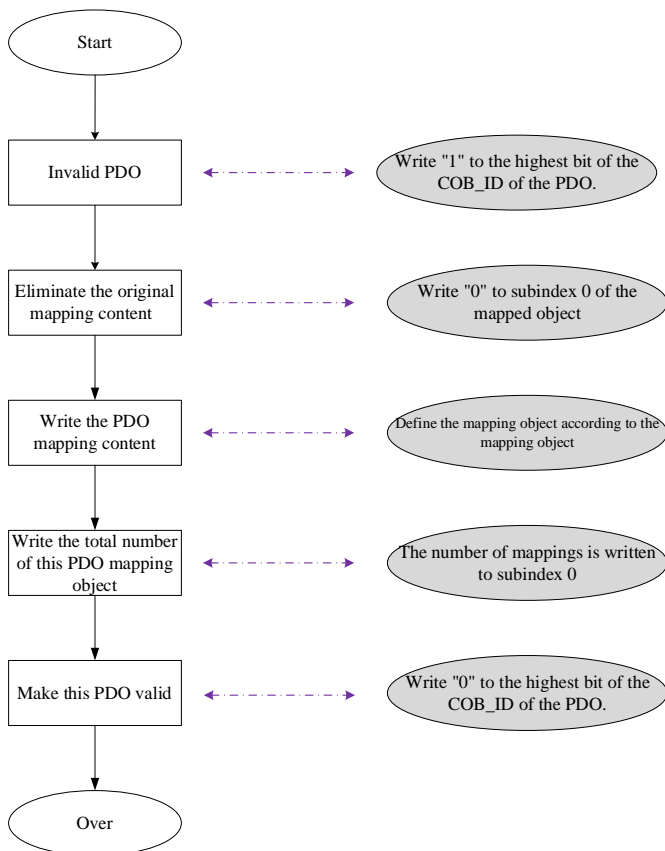 Start
Invalid PDO
Write "1" to the highest bit of the
COB_ID of the PDO.
Eliminate the original
mapping content
Write "0" to subindex 0 of the
mapped object
Write the PDO
mapping content
Define the mapping object according to the
mapping object
Write the total number
of this PDO mapping
object
The number of mappings is written
to subindex 0
Make this PDO valid
Write "0" to the highest bit of the
COB_ID of the PDO.
Over